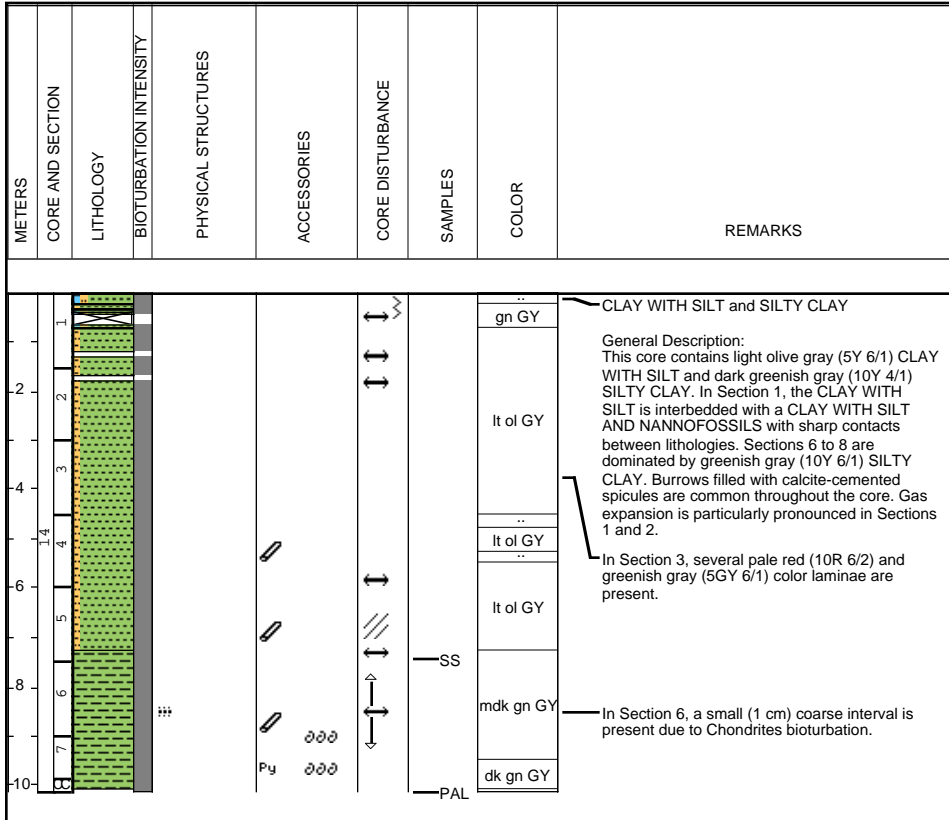 METERS
CORE AND SECTION
LITHOLOGY
BIOTURBATION INTENSITY
PHYSICAL STRUCTURES
ACCESSORIES
CORE DISTURBANCE
SAMPLES
COLOR
REMARKS
2
4
6
8
10
14
1
2
3
4
5
6
7
CC
Py
SS
PAL
..
gn GY
lt ol GY
..
lt ol GY
..
lt ol GY
mdk gn GY
dk gn GY
CLAY WITH SILT and SILTY CLAY
General Description:
This core contains light olive gray (5Y 6/1) CLAY
WITH SILT and dark greenish gray (10Y 4/1)
SILTY CLAY. In Section 1, the CLAY WITH
SILT is interbedded with a CLAY WITH SILT
AND NANNOFOSSILS with sharp contacts
between lithologies. Sections 6 to 8 are
dominated by greenish gray (10Y 6/1) SILTY
CLAY. Burrows filled with calcite-cemented
spicules are common throughout the core. Gas
expansion is particularly pronounced in Sections
1 and 2.
In Section 3, several pale red (10R 6/2) and
greenish gray (5GY 6/1) color laminae are
present.
In Section 6, a small (1 cm) coarse interval is
present due to Chondrites bioturbation.